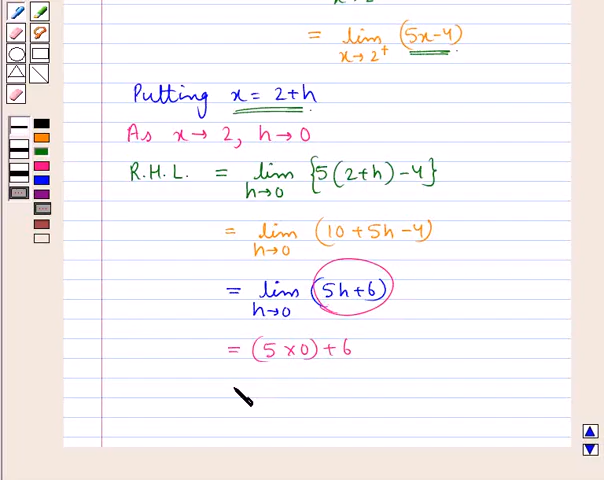 = lim (5x-4)
x→2⁺
Putting x = 2+h.
As x→2, h→0
R.H.L. = lim {5(2+h)-4}
h→0
= lim (10+5h-4)
h→0
= lim (5h+6)
h→0
= (5×0)+6